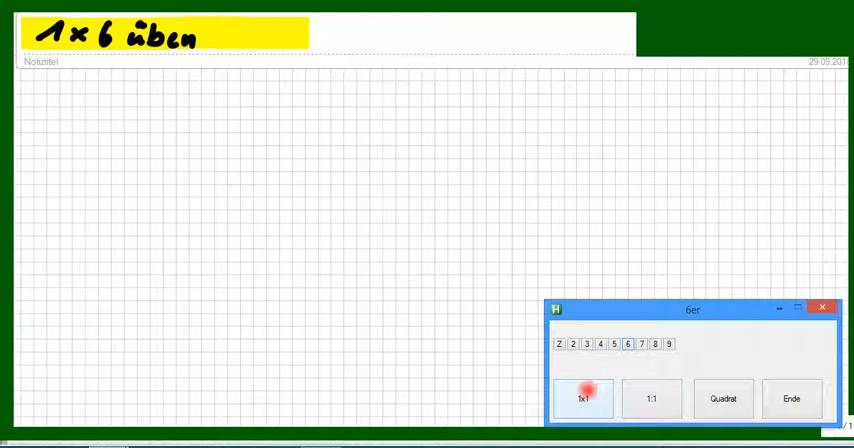 1 x 6 üben
Notiztitel
29.09.201
6er
Z 2 3 4 5 6 7 8 9
1x1 1:1 Quadrat Ende